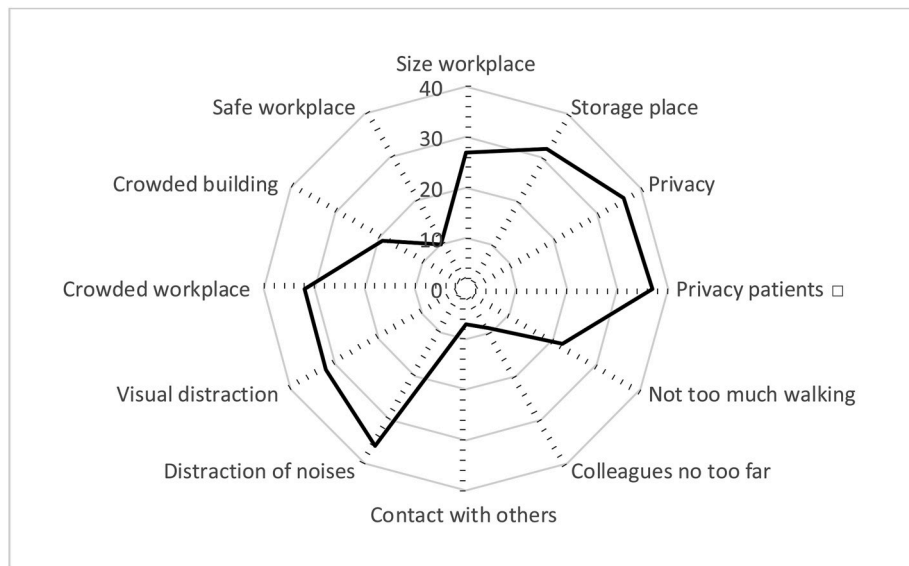 Size workplace
Storage place
Privacy
Privacy patients □
Not too much walking
Colleagues no too far
Contact with others
Distraction of noises
Visual distraction
Crowded workplace
Crowded building
Safe workplace
40
30
20
10
0